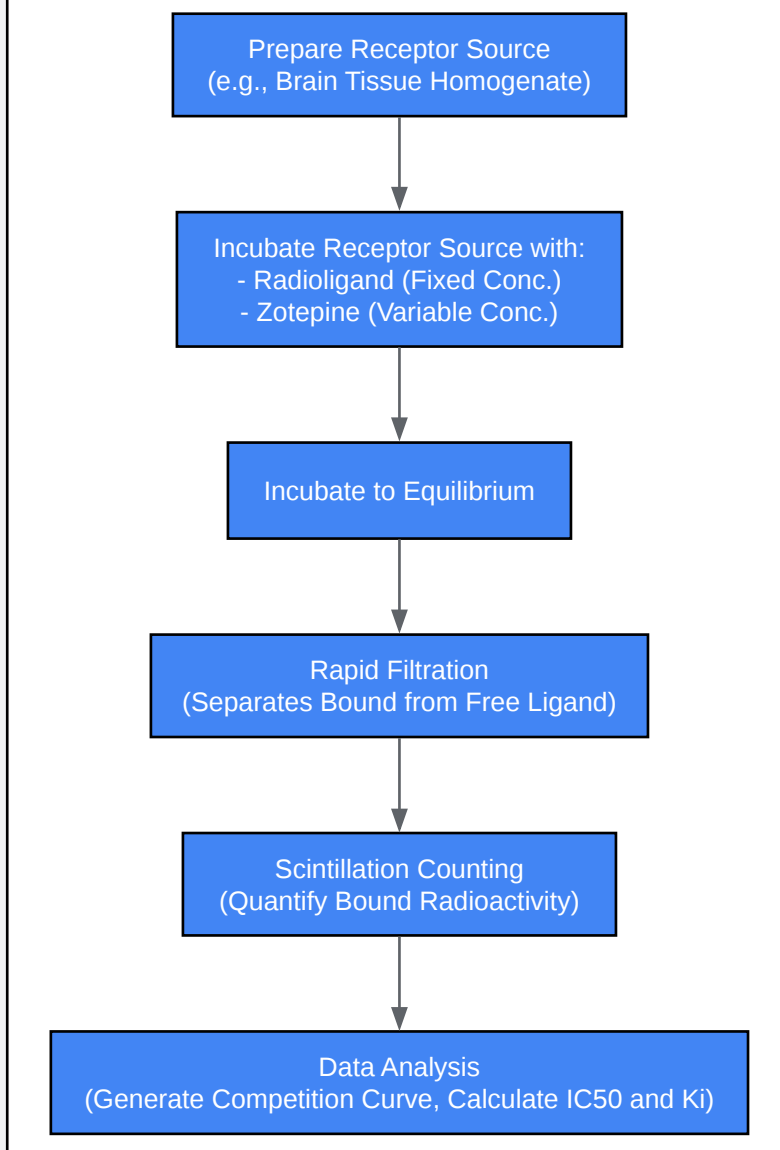 Prepare Receptor Source
(e.g., Brain Tissue Homogenate)
Incubate Receptor Source with:
- Radioligand (Fixed Conc.)
- Zotepine (Variable Conc.)
Incubate to Equilibrium
Rapid Filtration
(Separates Bound from Free Ligand)
Scintillation Counting
(Quantify Bound Radioactivity)
Data Analysis
(Generate Competition Curve, Calculate IC50 and Ki)